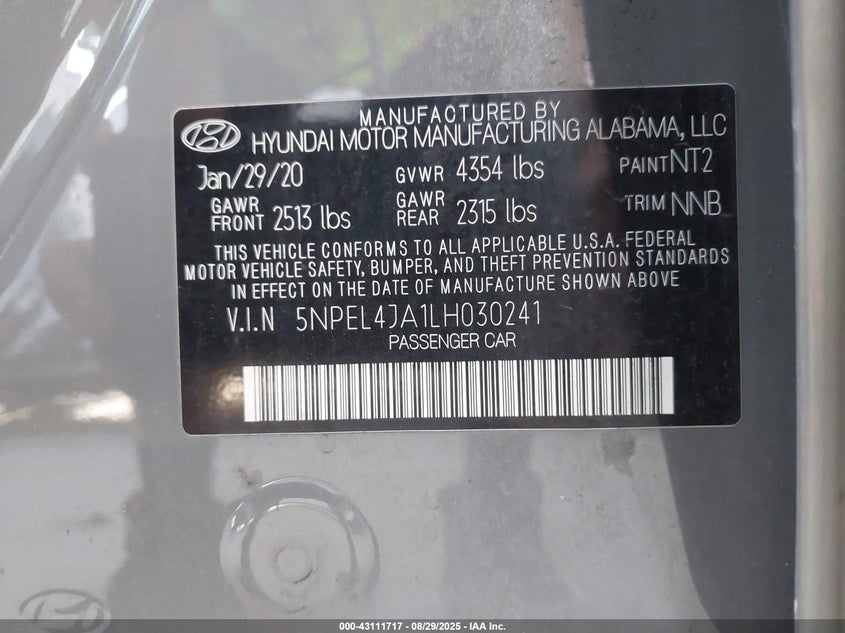 MANUFACTURED BY
HYUNDAI MOTOR MANUFACTURING ALABAMA, LLC
Jan/29/20 GVWR 4354 lbs PAINT NT2
GAWR FRONT 2513 lbs GAWR REAR 2315 lbs TRIM NNB
THIS VEHICLE CONFORMS TO ALL APPLICABLE U.S.A. FEDERAL
MOTOR VEHICLE SAFETY, BUMPER, AND THEFT PREVENTION STANDARDS
IN EFFECT ON THE DATE OF MANUFACTURE SHOWN ABOVE
V.I.N 5NPEL4JA1LH030241
PASSENGER CAR
000-43111717 - 08/29/2025 - IAA Inc.